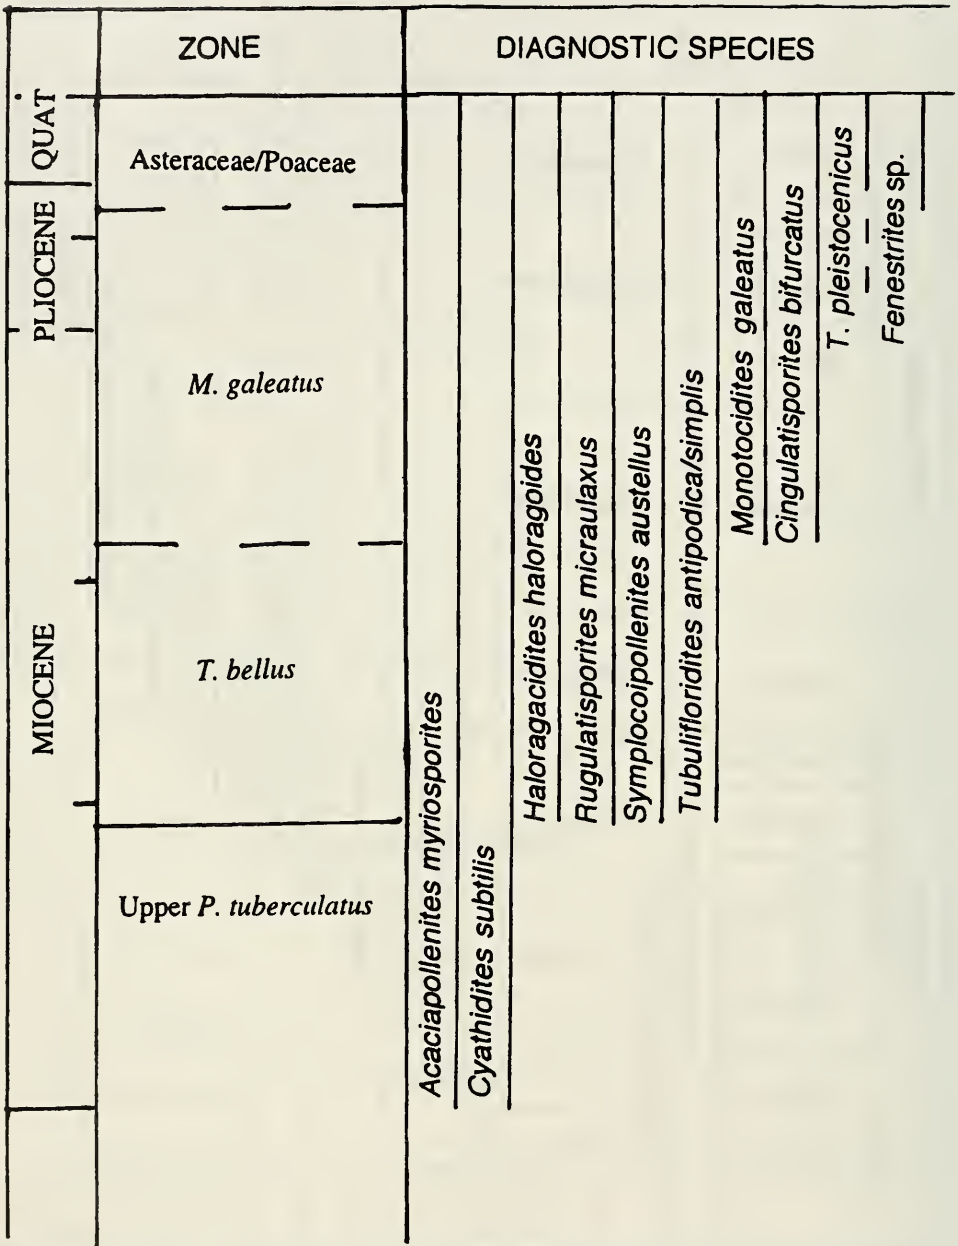 ZONE
DIAGNOSTIC SPECIES
QUAT.
PLIOCENE
MIOCENE
Asteraceae/Poaceae
M. galeatus
T. bellus
Upper P. tuberculatus
Acaciapollenites myriosporites
Cyathidites subtilis
Haloragacidites haloragoides
Rugulatisporites micraulaxus
Symplocoipollenites austellus
Tubulifloridites antipodica/simplis
Monotocidites galeatus
Cingulatisporites bifurcatus
T. pleistocenicus
Fenestrites sp.